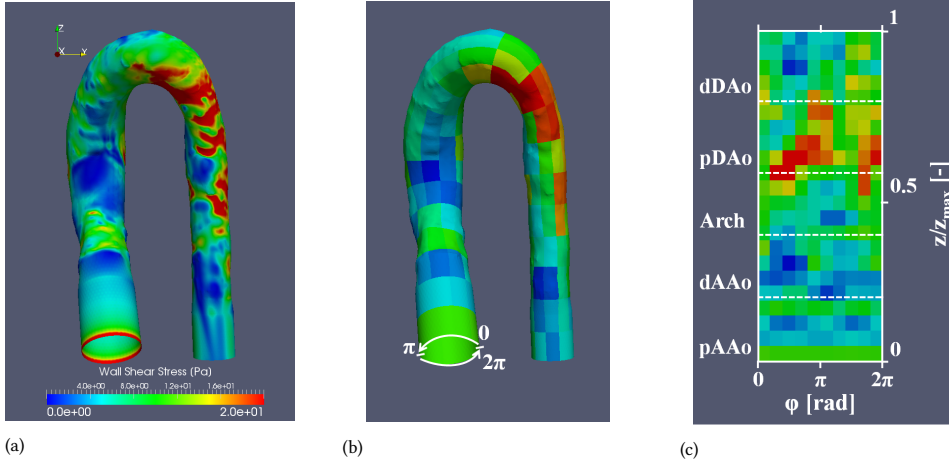 Z
X
Y
Wall Shear Stress (Pa)
4.0e+00 8.0e+00 1.2e+01 1.6e+01
0.0e+00 2.0e+01
(a)
0
π
2π
(b)
1
dDAo
pDAo
0.5
Arch
z/zmax [-]
dAAo
pAAo
0
0 π 2π
φ [rad]
(c)